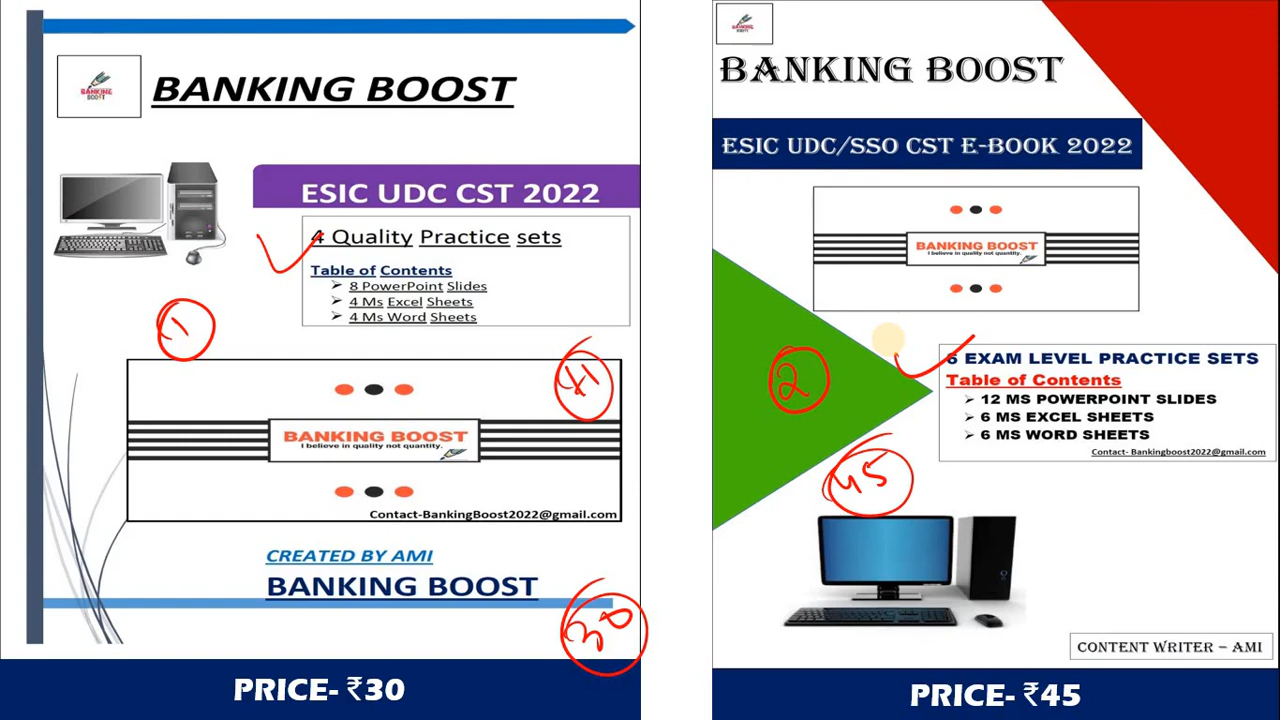 BANKING
BOOST
BANKING BOOST
ESIC UDC CST 2022
4 Quality Practice sets
Table of Contents
➢ 8 PowerPoint Slides
➢ 4 Ms Excel Sheets
➢ 4 Ms Word Sheets
1
BANKING BOOST
I believe in quality not quantity.
Contact-BankingBoost2022@gmail.com
CREATED BY AMI
BANKING BOOST
30
PRICE- ₹30
BANKING
BOOST
BANKING BOOST
ESIC UDC/SSO CST E-BOOK 2022
BANKING BOOST
I believe in quality not quantity.
2
6 EXAM LEVEL PRACTICE SETS
Table of Contents
➢ 12 MS POWERPOINT SLIDES
➢ 6 MS EXCEL SHEETS
➢ 6 MS WORD SHEETS
Contact- Bankingboost2022@gmail.com
45
CONTENT WRITER – AMI
PRICE- ₹45